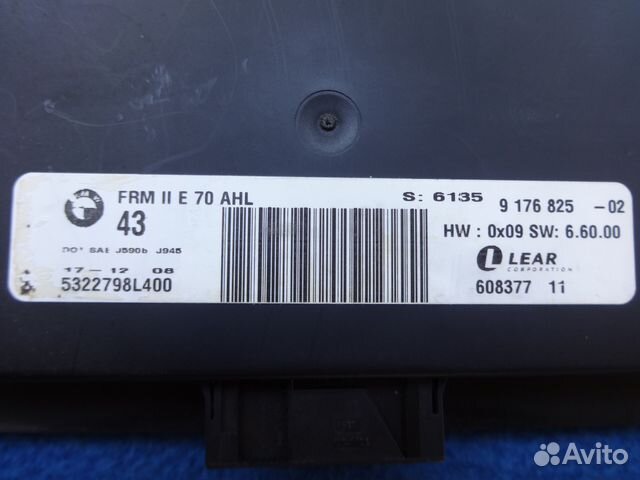 FRM II E 70 AHL
S: 6135 9 176 825 -02
43
HW : 0x09 SW: 6.60.00
DOT SAE J590b J945
LEAR
CORPORATION
17-12 08
5322798L400
608377 11
Avito